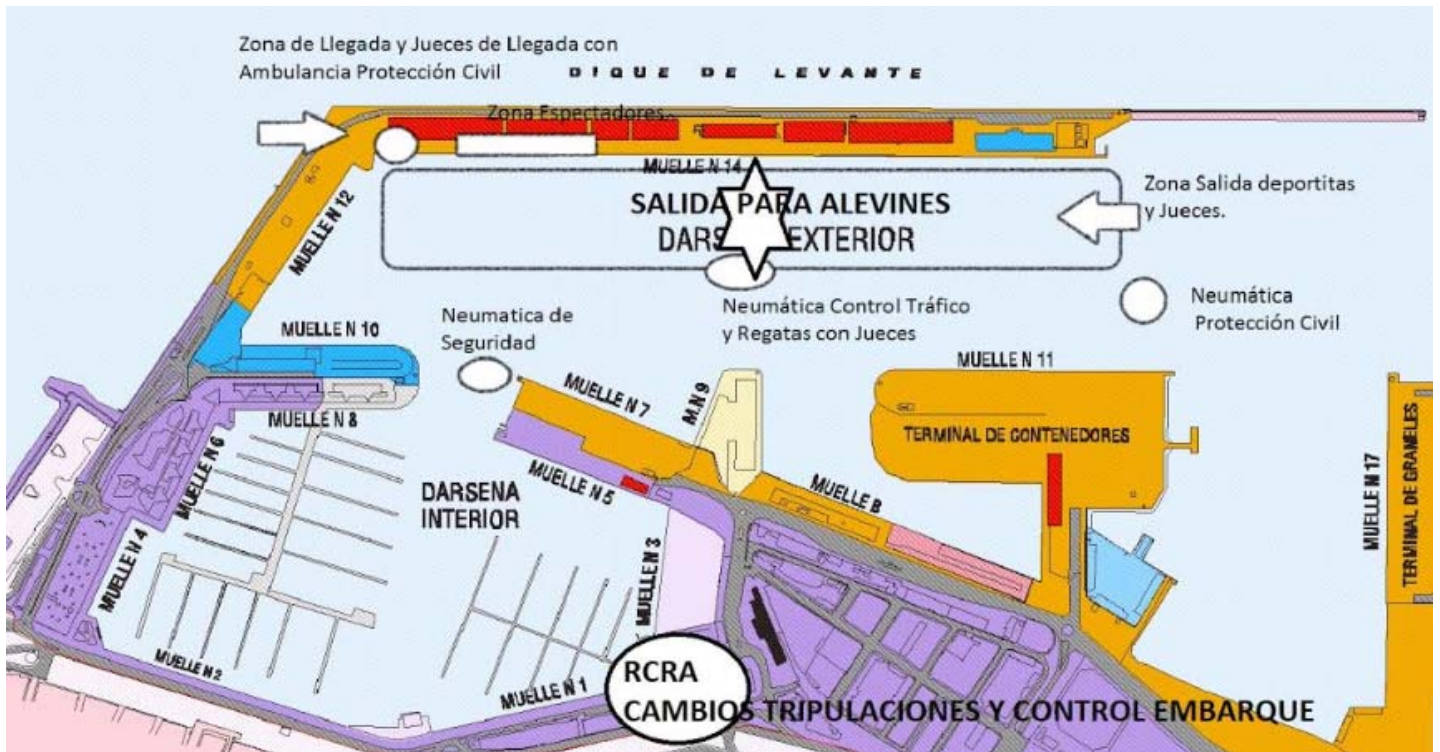 Zona de Llegada y Jueces de Llegada con
Ambulancia Protección Civil
DIQUE DE LEVANTE
Zona Espectadores
MUELLE N 14
SALIDA PARA ALEVINES
DARS EXTERIOR
Zona Salida deportitas
y Jueces.
MUELLE N 12
Neumatica de
Seguridad
Neumática Control Tráfico
y Regatas con Jueces
Neumática
Protección Civil
MUELLE N 10
MUELLE N 8
MUELLE N 7
M.N 9
MUELLE N 11
TERMINAL DE CONTENEDORES
MUELLE N 17
TERMINAL DE GRANELES
MUELLE N 6
MUELLE N 5
MUELLE B
DARSENA
INTERIOR
MUELLE N 4
MUELLE N 3
MUELLE N 2
MUELLE N 1
RCRA
CAMBIOS TRIPULACIONES Y CONTROL EMBARQUE